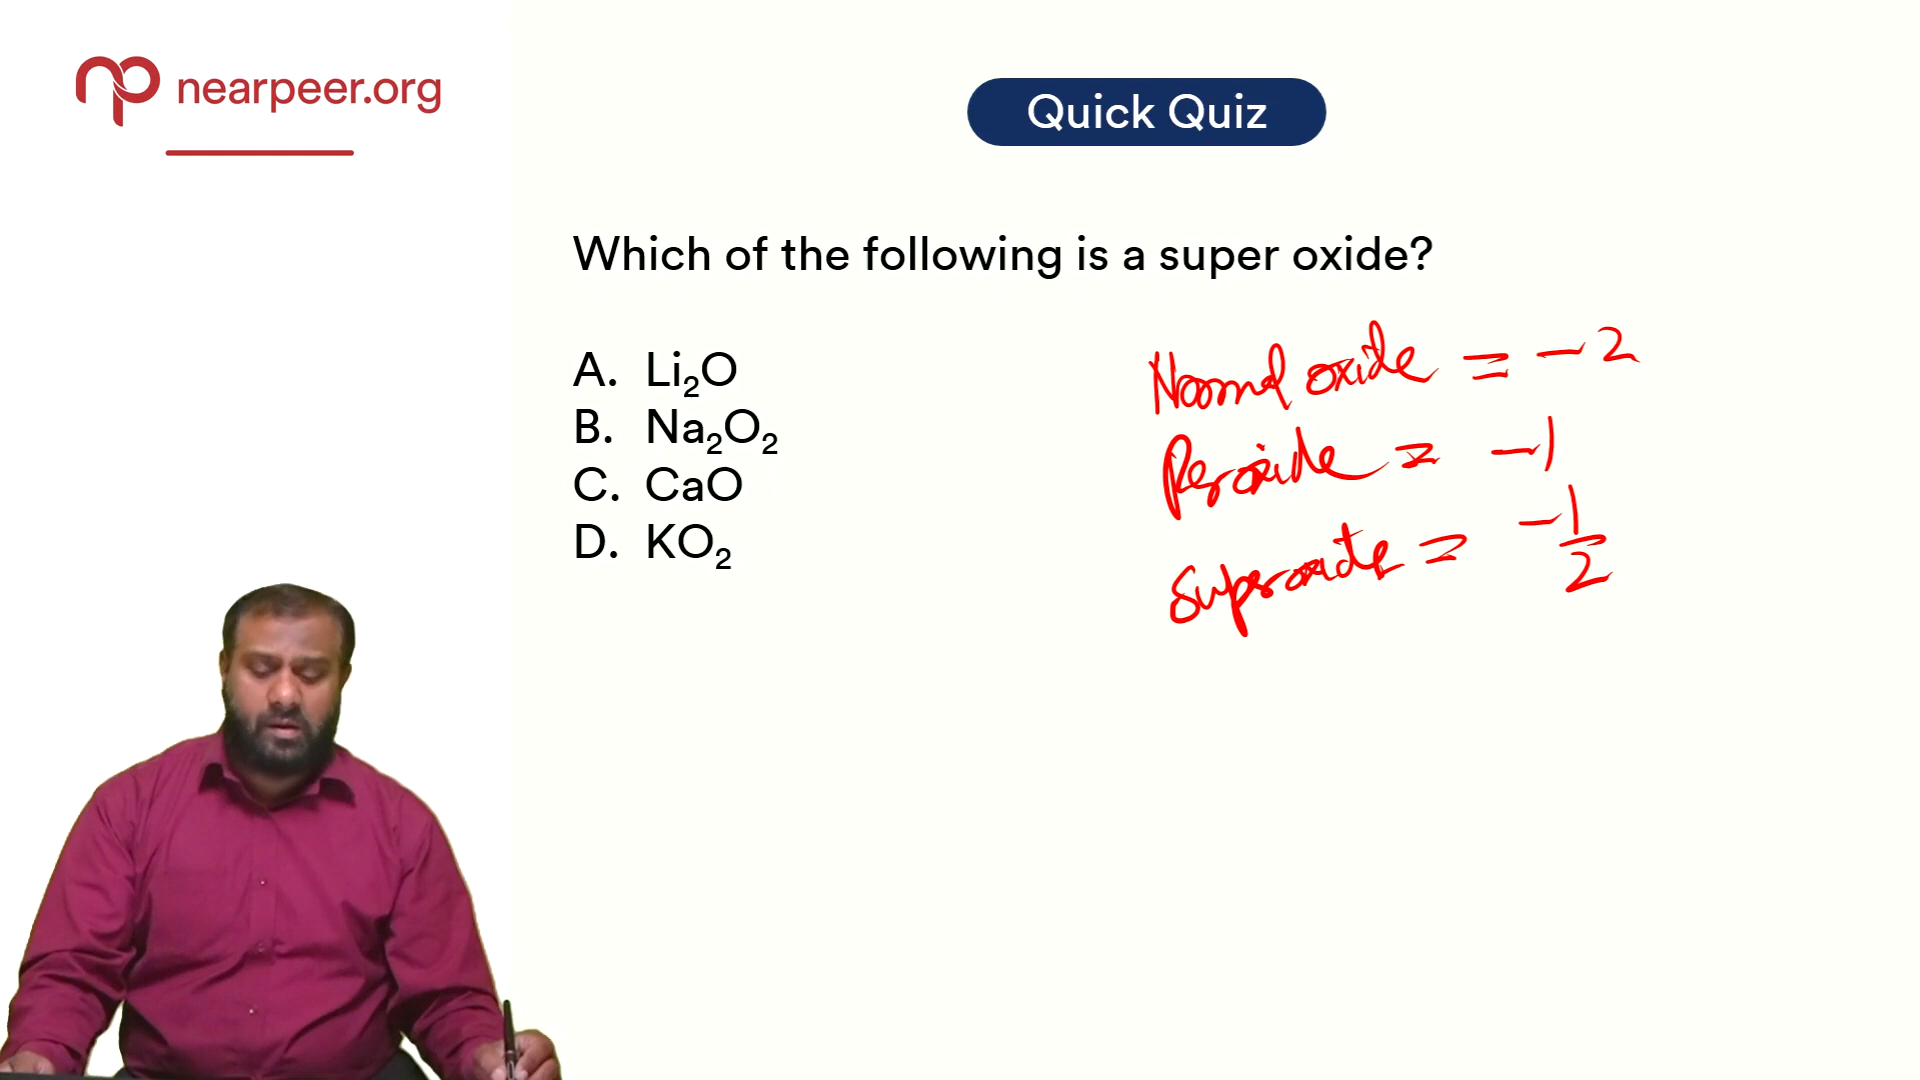 nearpeer.org
Quick Quiz
Which of the following is a super oxide?
A. Li₂O
B. Na₂O₂
C. CaO
D. KO₂
Normal oxide = -2
Peroxide = -1
Superoxide = -1/2